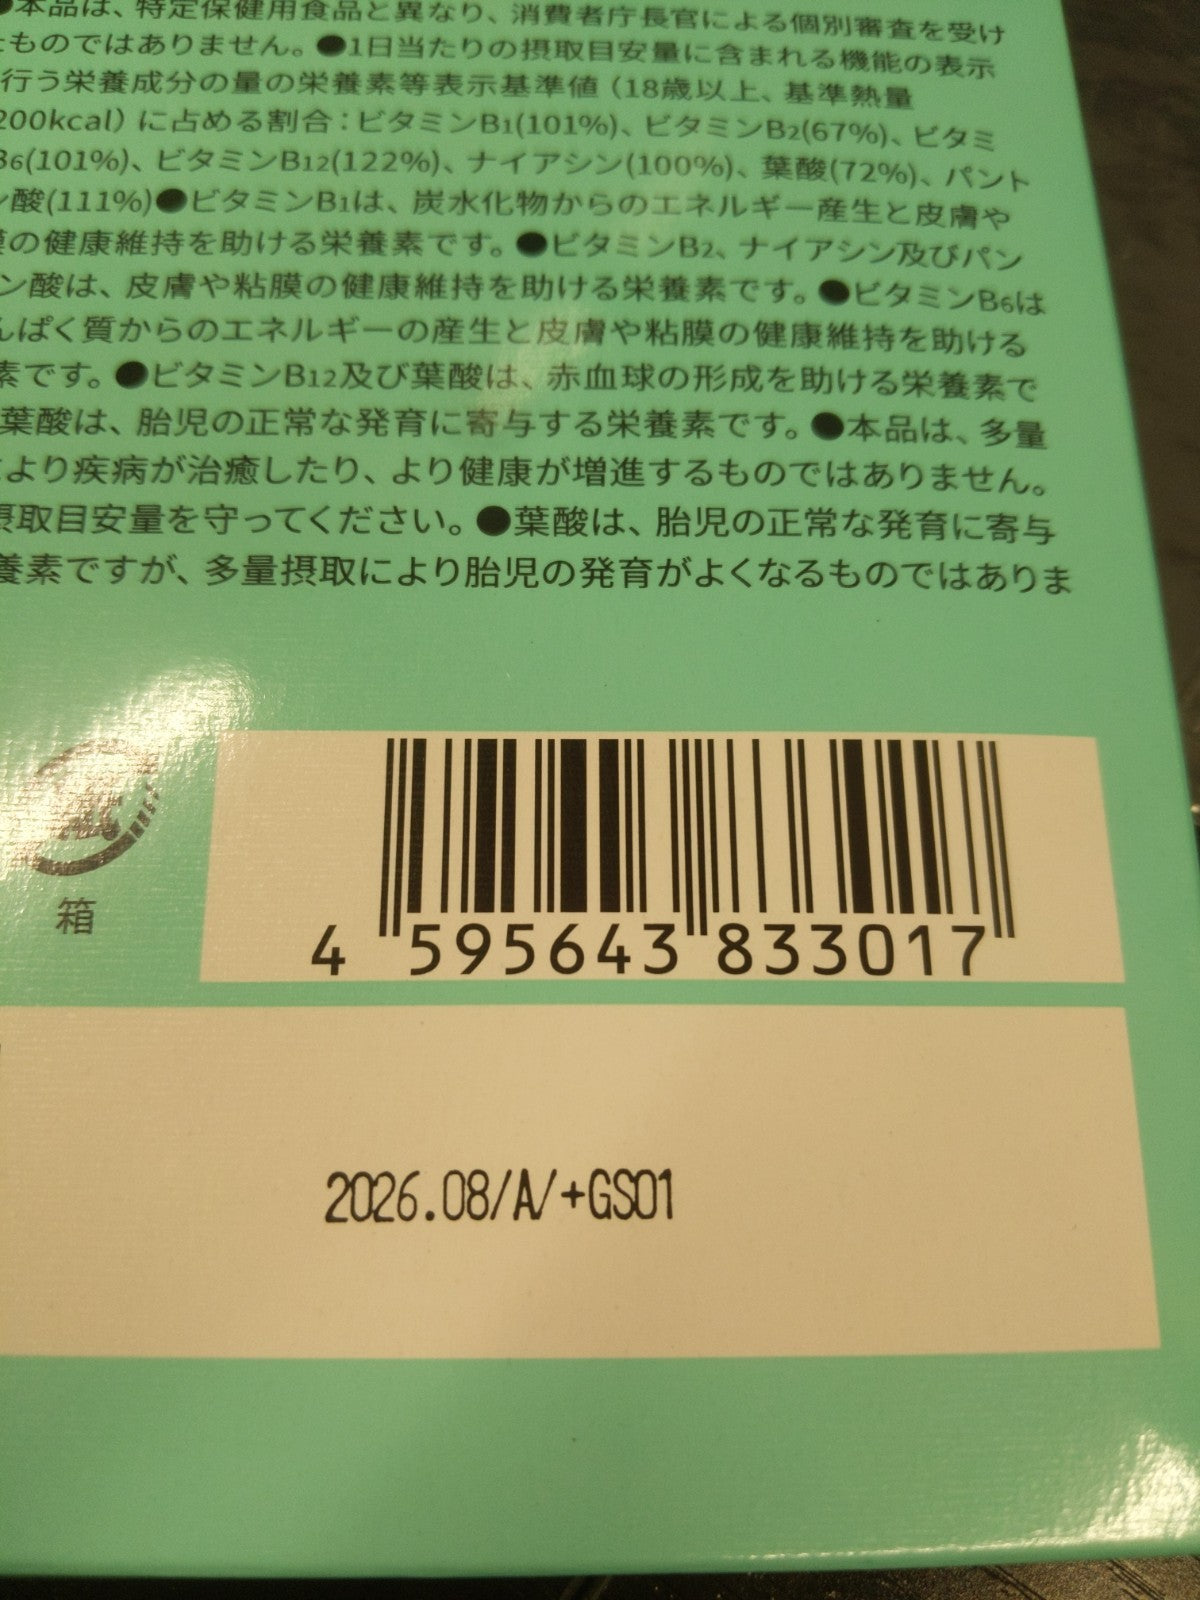 ●本品は、特定保健用食品と異なり、消費者庁長官による個別審査を受け
ものではありません。●1日当たりの摂取目安量に含まれる機能の表示
行う栄養成分の量の栄養素等表示基準値（18歳以上、基準熱量
200kcal）に占める割合：ビタミンB1(101%)、ビタミンB2(67%)、ビタミ
B6(101%)、ビタミンB12(122%)、ナイアシン(100%)、葉酸(72%)、パント
ン酸(111%)●ビタミンB1は、炭水化物からのエネルギー産生と皮膚や
膜の健康維持を助ける栄養素です。●ビタミンB2、ナイアシン及びパン
ン酸は、皮膚や粘膜の健康維持を助ける栄養素です。●ビタミンB6は
んぱく質からのエネルギーの産生と皮膚や粘膜の健康維持を助ける
素です。●ビタミンB12及び葉酸は、赤血球の形成を助ける栄養素で
葉酸は、胎児の正常な発育に寄与する栄養素です。●本品は、多量
により疾病が治癒したり、より健康が増進するものではありません。
摂取目安量を守ってください。●葉酸は、胎児の正常な発育に寄与
養素ですが、多量摂取により胎児の発育がよくなるものではありま
箱
4 595643 833017
2026.08/A/+GS01